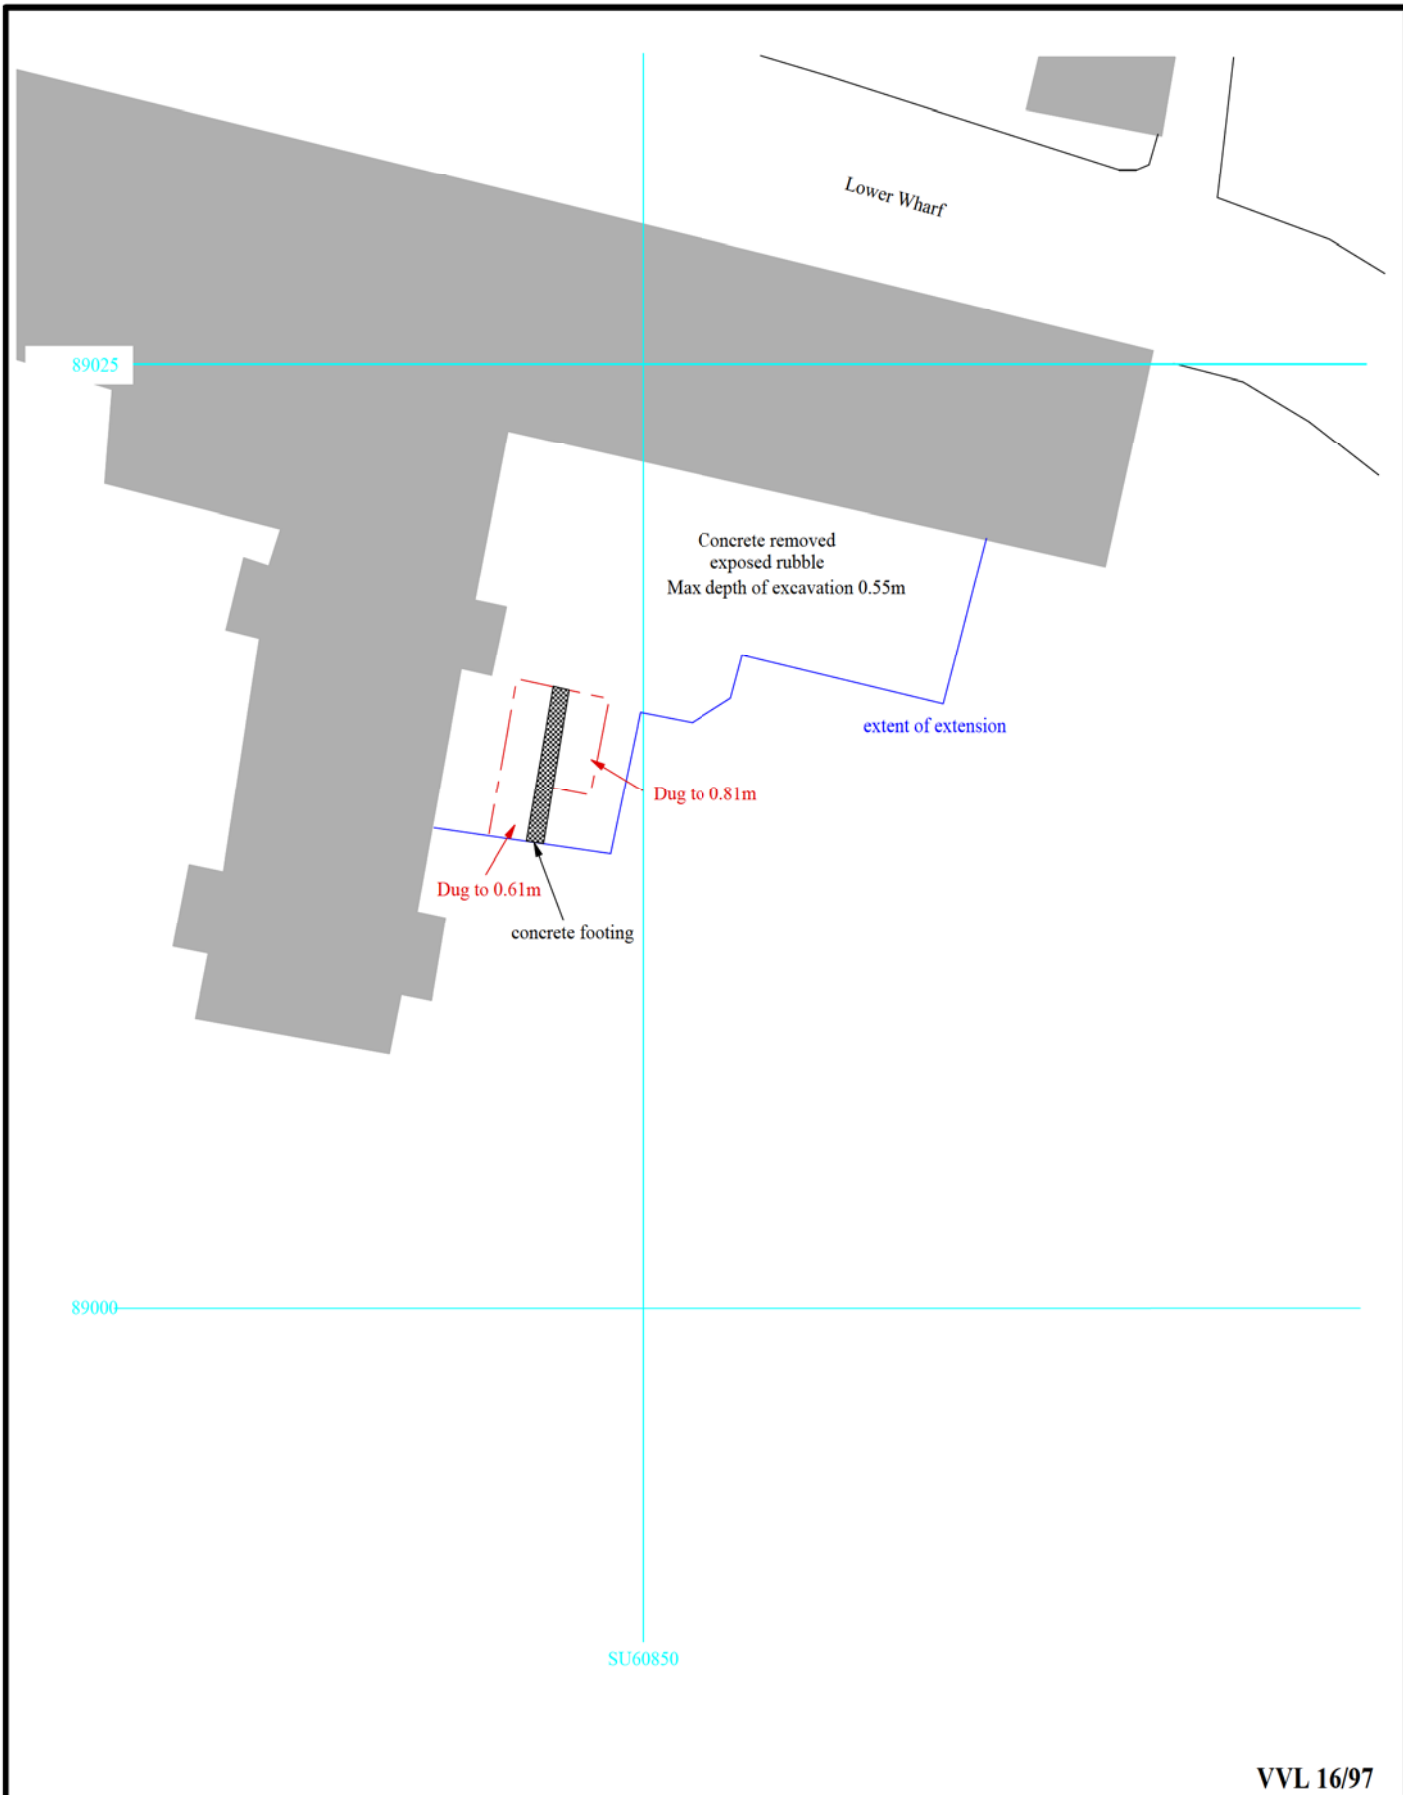 Lower Wharf
89025
Concrete removed
exposed rubble
Max depth of excavation 0.55m
extent of extension
Dug to 0.81m
Dug to 0.61m
concrete footing
89000
SU60850
VVL 16/97